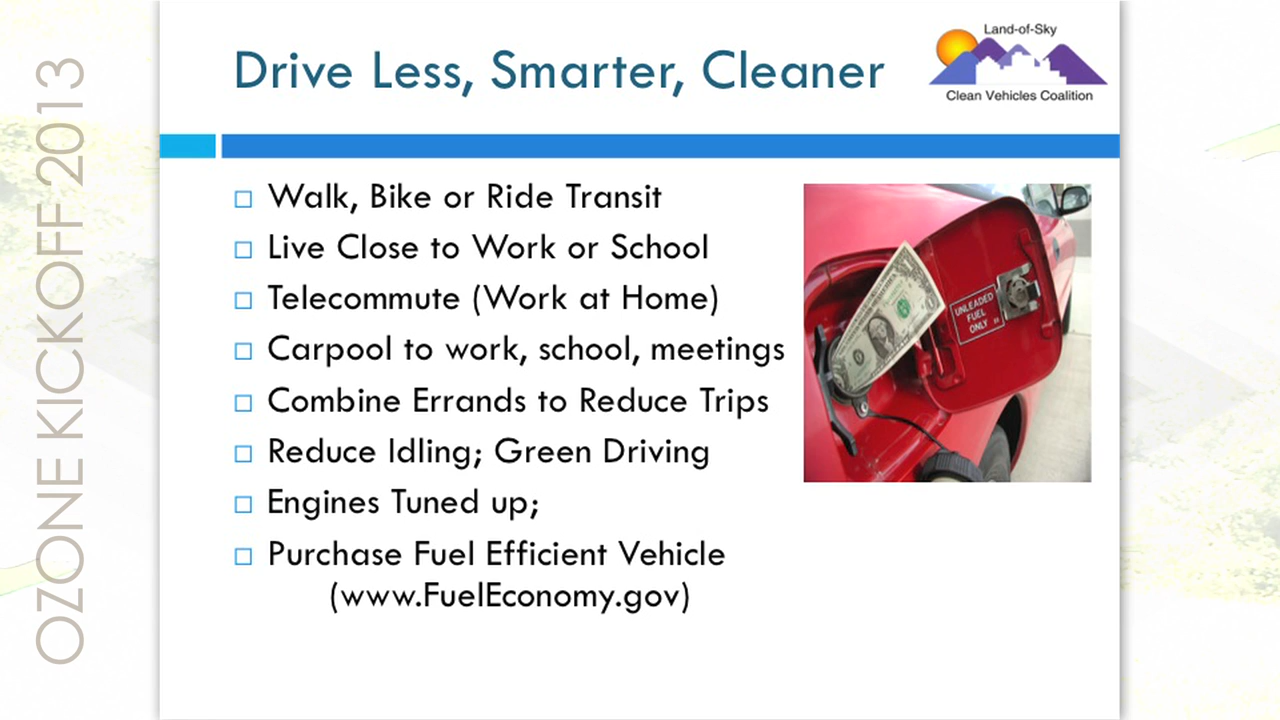 OZONE KICKOFF 2013
Drive Less, Smarter, Cleaner
Land-of-Sky
Clean Vehicles Coalition
Walk, Bike or Ride Transit
Live Close to Work or School
Telecommute (Work at Home)
Carpool to work, school, meetings
Combine Errands to Reduce Trips
Reduce Idling; Green Driving
Engines Tuned up;
Purchase Fuel Efficient Vehicle
(www.FuelEconomy.gov)
UNLEADED
FUEL
ONLY